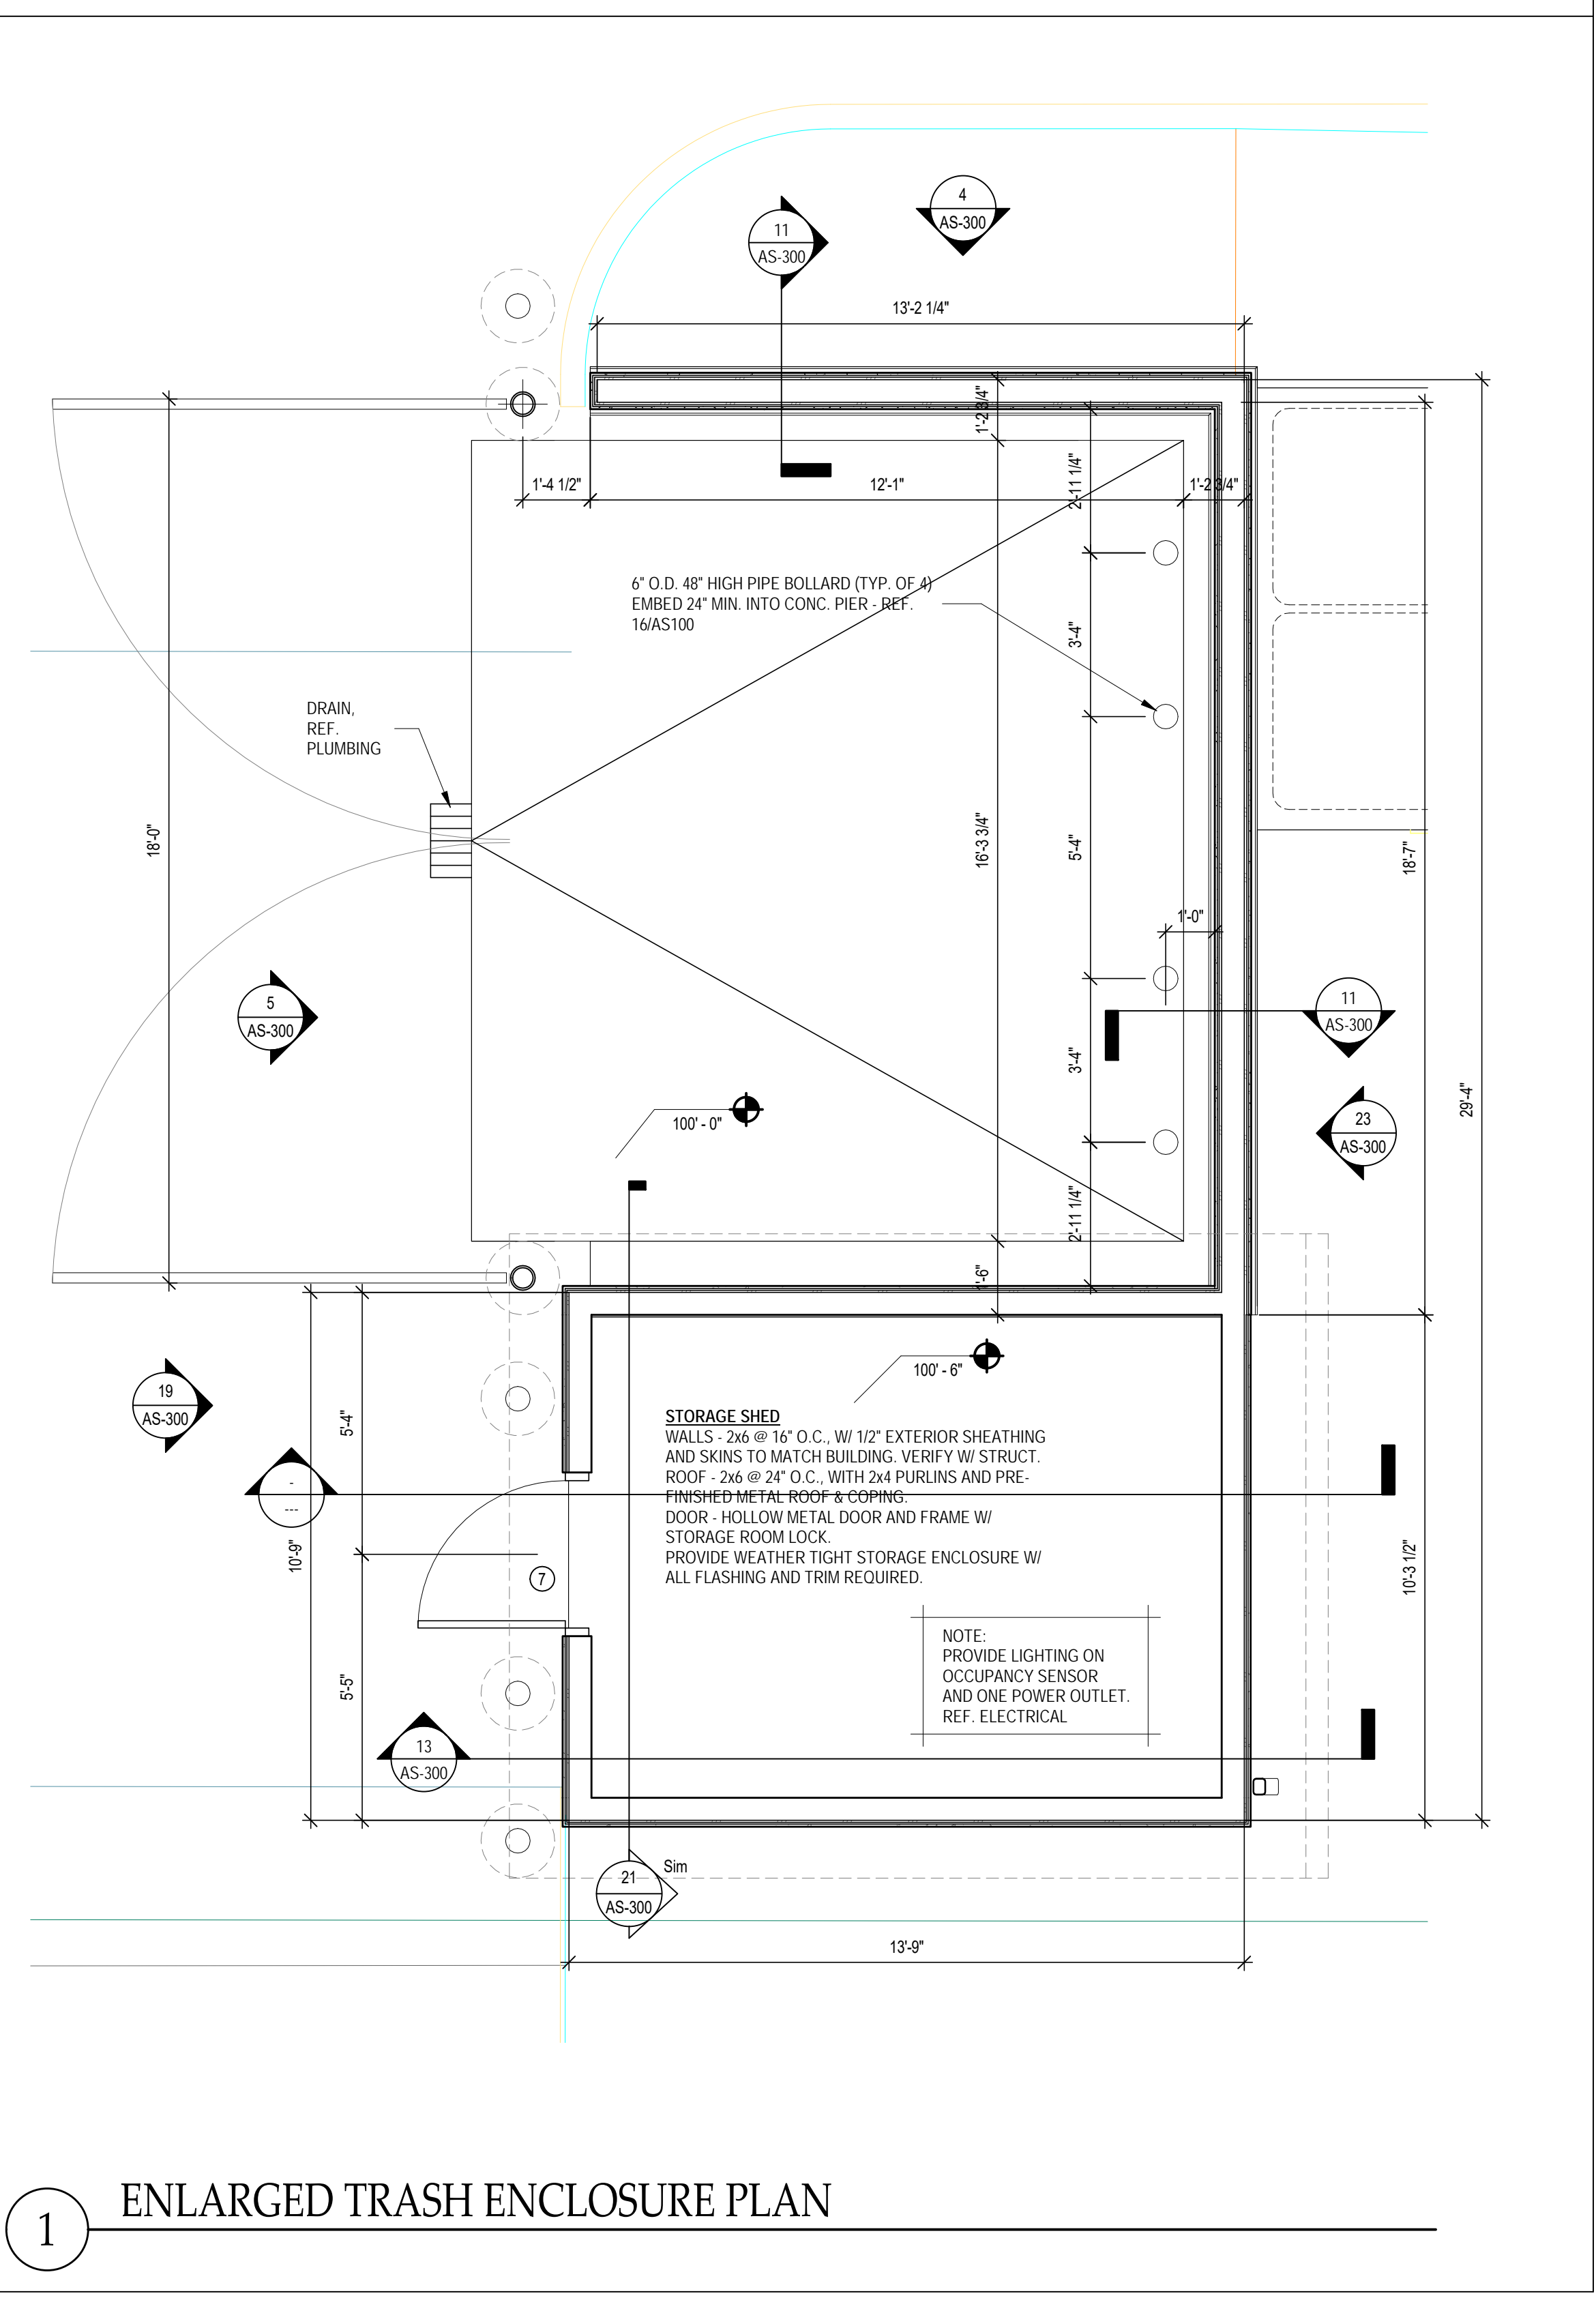 4
AS-300
11
AS-300
13'-2 1/4"
1'-2 3/4"
1'-4 1/2"
12'-1"
1'-2 3/4"
2'-11 1/4"
6" O.D. 48" HIGH PIPE BOLLARD (TYP. OF 4)
EMBED 24" MIN. INTO CONC. PIER - REF.
16/AS100
3'-4"
DRAIN,
REF.
PLUMBING
18'-0"
16'-3 3/4"
5'-4"
18'-7"
1'-0"
5
AS-300
11
AS-300
3'-4"
29'-4"
100' - 0"
23
AS-300
2'-11 1/4"
1'-6"
100' - 6"
19
AS-300
5'-4"
STORAGE SHED
WALLS - 2x6 @ 16" O.C., W/ 1/2" EXTERIOR SHEATHING
AND SKINS TO MATCH BUILDING. VERIFY W/ STRUCT.
ROOF - 2x6 @ 24" O.C., WITH 2x4 PURLINS AND PRE-
FINISHED METAL ROOF & COPING.
DOOR - HOLLOW METAL DOOR AND FRAME W/
STORAGE ROOM LOCK.
PROVIDE WEATHER TIGHT STORAGE ENCLOSURE W/
ALL FLASHING AND TRIM REQUIRED.
-
---
10'-9"
7
10'-3 1/2"
NOTE:
PROVIDE LIGHTING ON
OCCUPANCY SENSOR
AND ONE POWER OUTLET.
REF. ELECTRICAL
5'-5"
13
AS-300
21
AS-300
Sim
13'-9"
1
ENLARGED TRASH ENCLOSURE PLAN